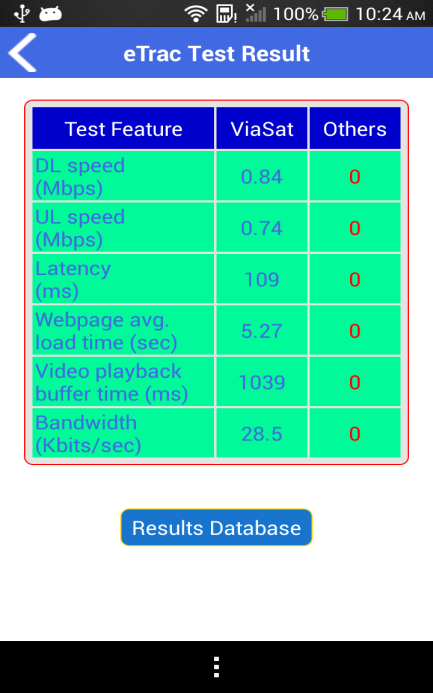 100% 10:24 AM
eTrac Test Result
Test Feature ViaSat Others
DL speed
(Mbps) 0.84 0
UL speed
(Mbps) 0.74 0
Latency
(ms) 109 0
Webpage avg.
load time (sec) 5.27 0
Video playback
buffer time (ms) 1039 0
Bandwidth
(Kbits/sec) 28.5 0
Results Database